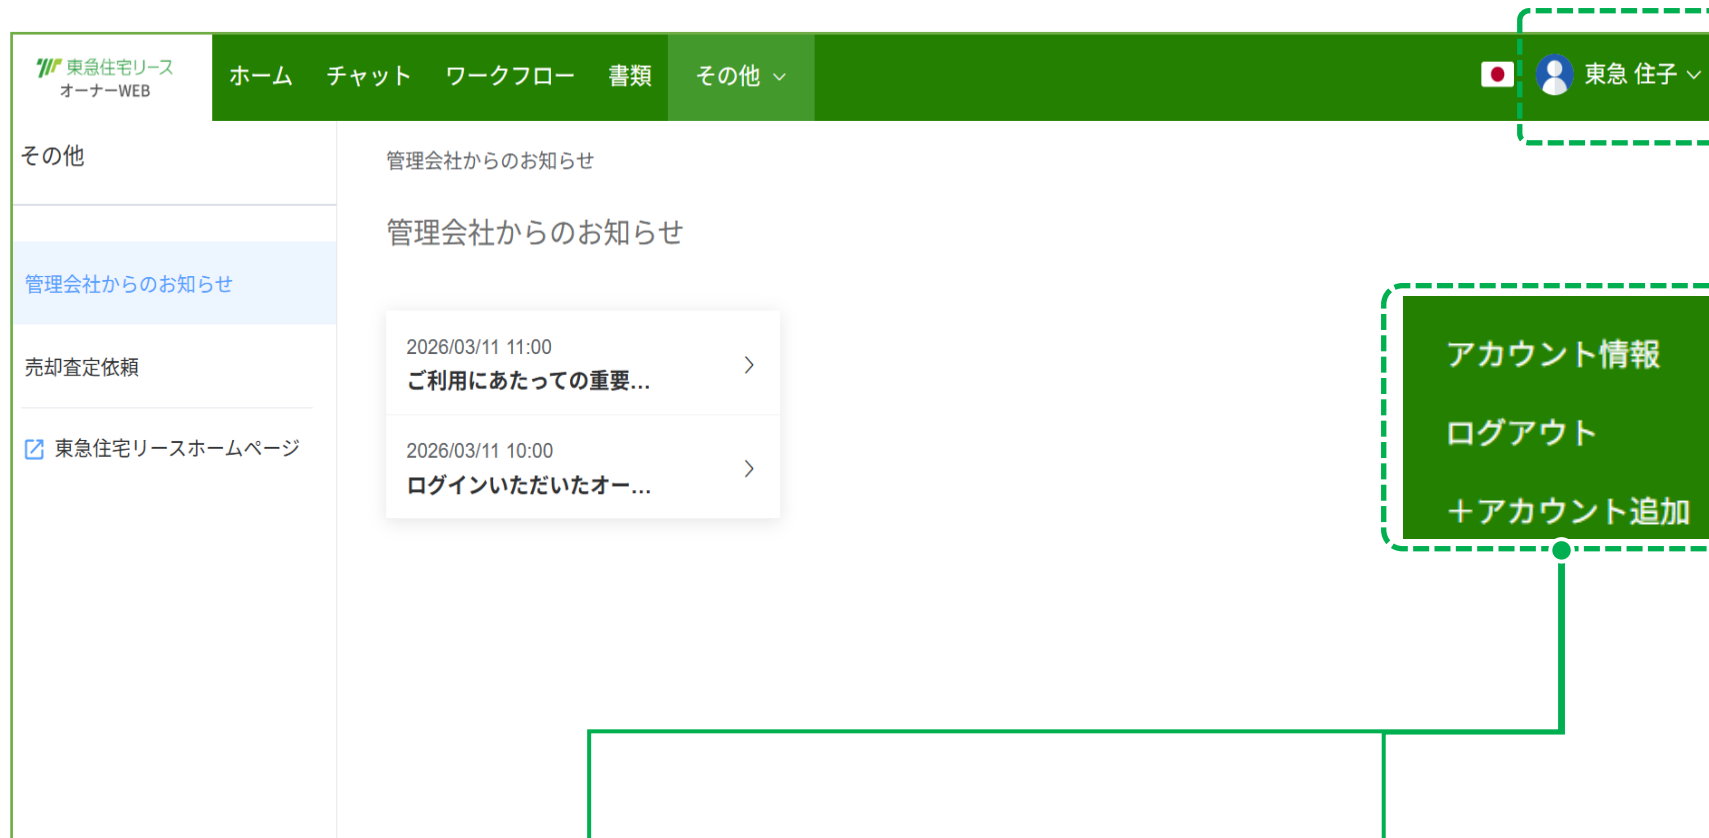 東急住宅リース
オーナーWEB
ホーム チャット ワークフロー 書類 その他
東急 住子
その他
管理会社からのお知らせ
売却査定依頼
東急住宅リースホームページ
管理会社からのお知らせ
管理会社からのお知らせ
2026/03/11 11:00
ご利用にあたっての重要...
2026/03/11 10:00
ログインいただいたオー...
アカウント情報
ログアウト
＋アカウント追加